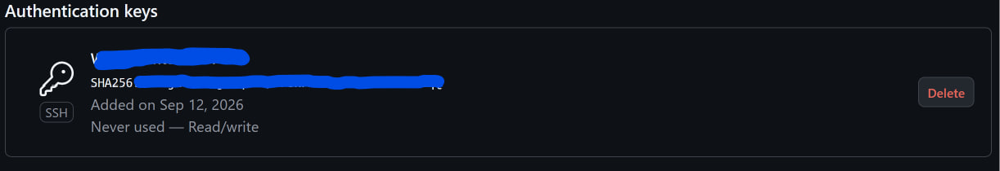 Authentication keys
SHA256
SSH
Added on Sep 12, 2026
Never used — Read/write
Delete